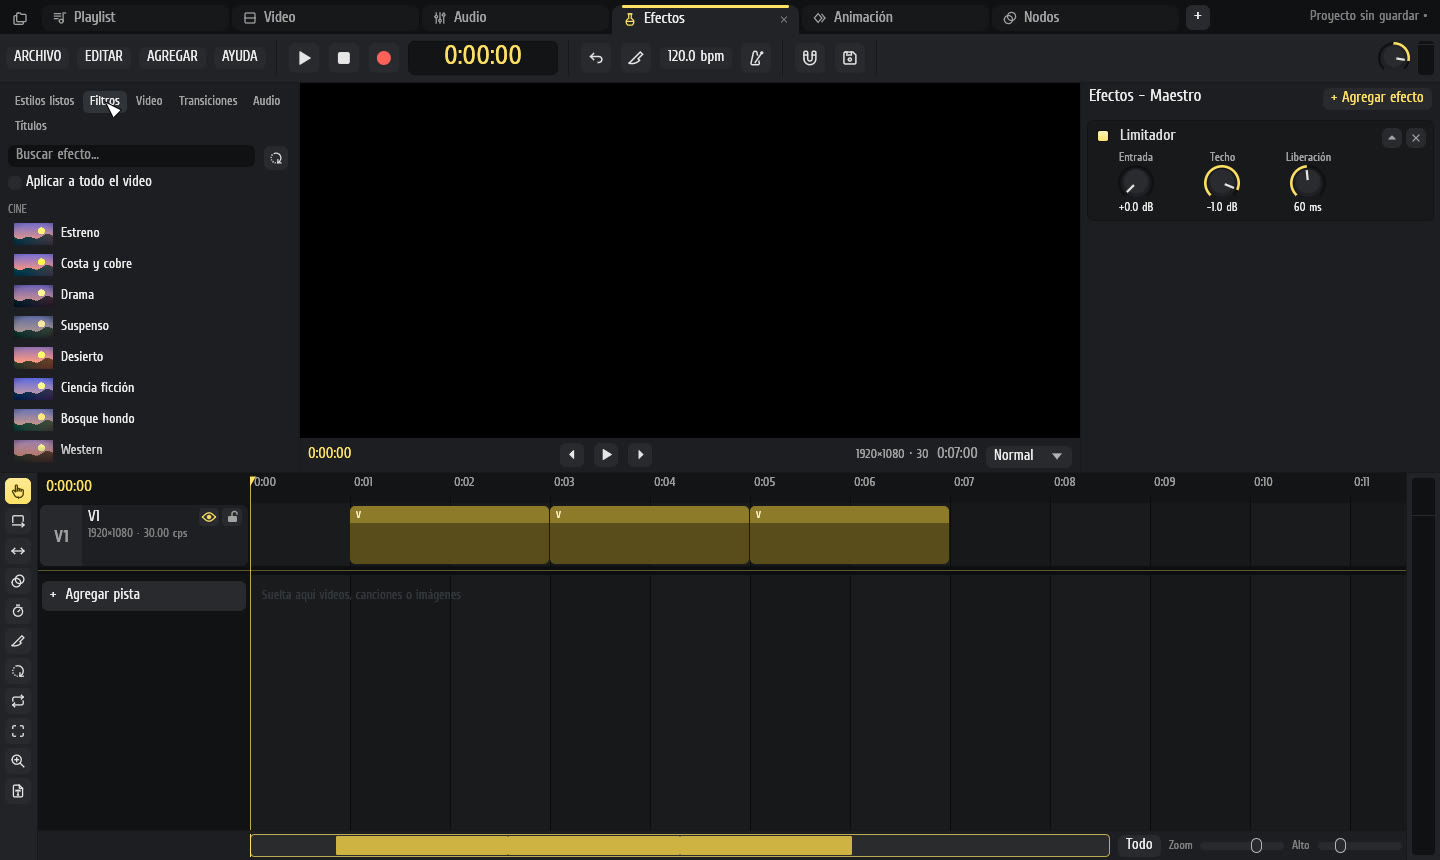 Playlist
Video
Audio
Efectos
×
Animación
Nodos
+
Proyecto sin guardar •
ARCHIVO
EDITAR
AGREGAR
AYUDA
0:00:00
120.0 bpm
Estilos listos
Filtros
Video
Transiciones
Audio
Títulos
Buscar efecto...
Aplicar a todo el video
CINE
Estreno
Costa y cobre
Drama
Suspenso
Desierto
Ciencia ficción
Bosque hondo
Western
0:00:00
1920×1080 · 30
0:07:00
Normal
Efectos - Maestro
+ Agregar efecto
Limitador
Entrada
Techo
Liberación
+0.0 dB
-1.0 dB
60 ms
0:00:00
0:00
0:01
0:02
0:03
0:04
0:05
0:06
0:07
0:08
0:09
0:10
0:11
V1
V1
1920×1080 · 30.00 cps
V
V
V
+ Agregar pista
Suelta aquí videos, canciones o imágenes
Todo
Zoom
Alto